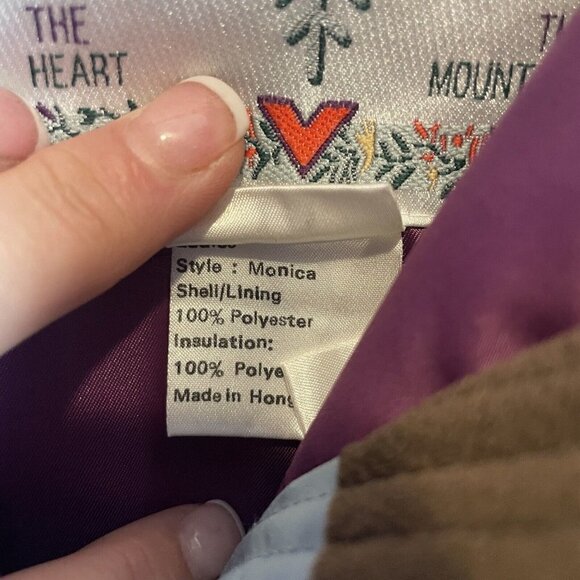 THE
HEART
MOUNT
Style : Monica
Shell/Lining
100% Polyester
Insulation:
100% Polye
Made in Hong